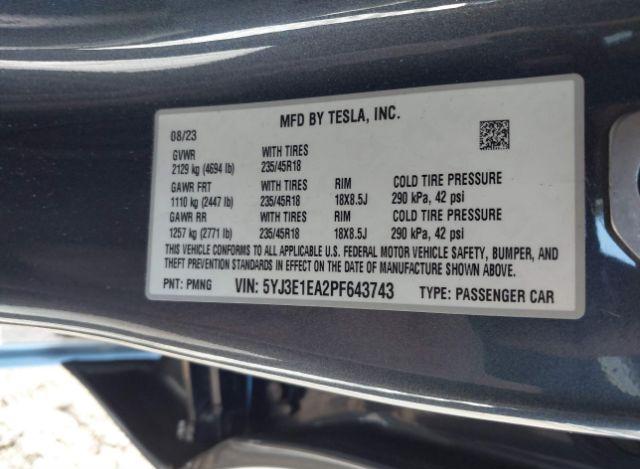 MFD BY TESLA, INC.
08/23
GVWR WITH TIRES
2129 kg (4694 lb) 235/45R18
GAWR FRT WITH TIRES RIM COLD TIRE PRESSURE
1110 kg (2447 lb) 235/45R18 18X8.5J 290 kPa, 42 psi
GAWR RR WITH TIRES RIM COLD TIRE PRESSURE
1257 kg (2771 lb) 235/45R18 18X8.5J 290 kPa, 42 psi
THIS VEHICLE CONFORMS TO ALL APPLICABLE U.S. FEDERAL MOTOR VEHICLE SAFETY, BUMPER, AND
THEFT PREVENTION STANDARDS IN EFFECT ON THE DATE OF MANUFACTURE SHOWN ABOVE.
PNT: PMNG VIN: 5YJ3E1EA2PF643743 TYPE: PASSENGER CAR